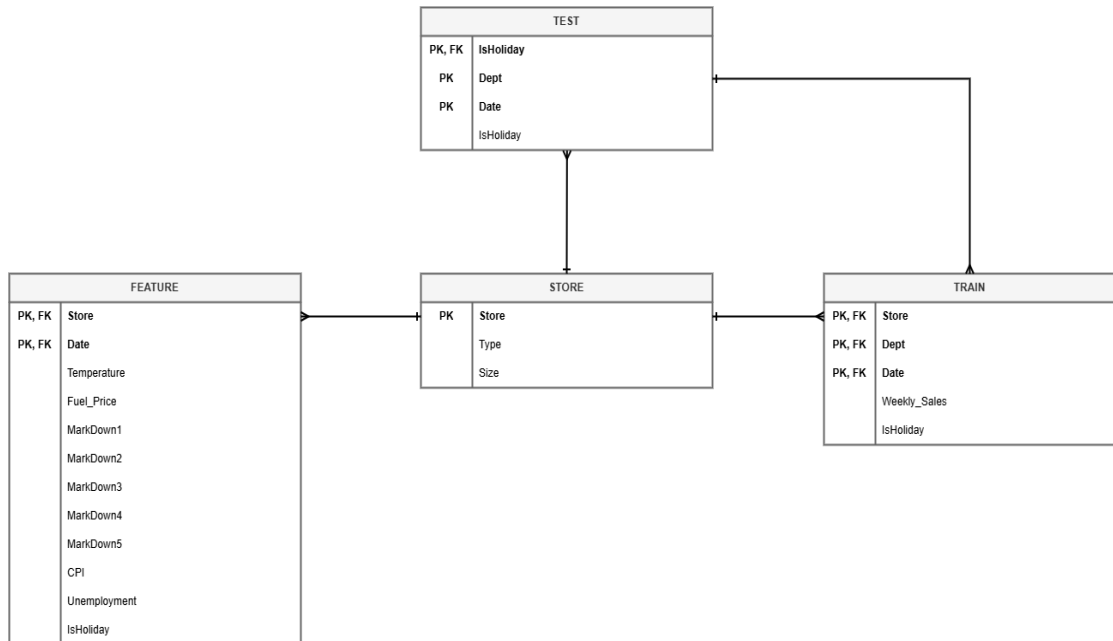 TEST
PK, FK IsHoliday
PK Dept
PK Date
IsHoliday
FEATURE
PK, FK Store
PK, FK Date
Temperature
Fuel_Price
MarkDown1
MarkDown2
MarkDown3
MarkDown4
MarkDown5
CPI
Unemployment
IsHoliday
STORE
PK Store
Type
Size
TRAIN
PK, FK Store
PK, FK Dept
PK, FK Date
Weekly_Sales
IsHoliday